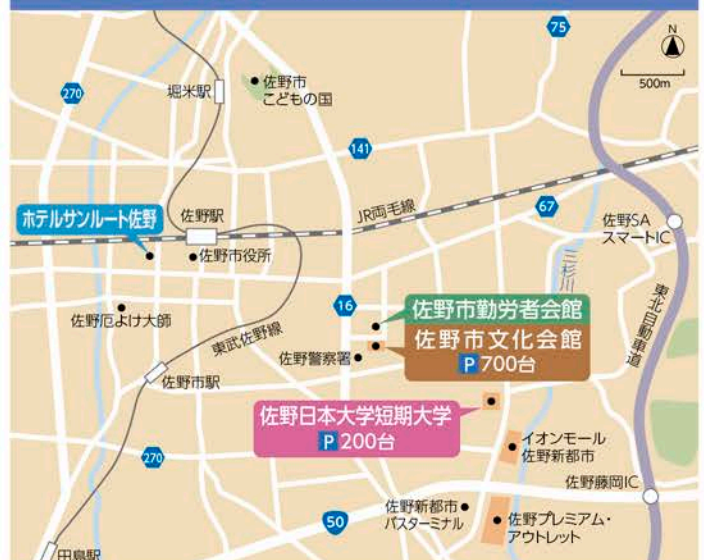 75
N
500m
270
堀米駅
佐野市
こどもの国
141
JR両毛線
67
ホテルサンルート佐野
佐野駅
佐野SA
スマートIC
佐野市役所
三杉川
東北自動車道
佐野厄よけ大師
東武佐野線
16
佐野市勤労者会館
佐野市文化会館
P 700台
佐野警察署
佐野市駅
佐野日本大学短期大学
P 200台
イオンモール
佐野新都市
270
佐野藤岡IC
50
佐野新都市
バスターミナル
佐野プレミアム・
アウトレット
田島駅